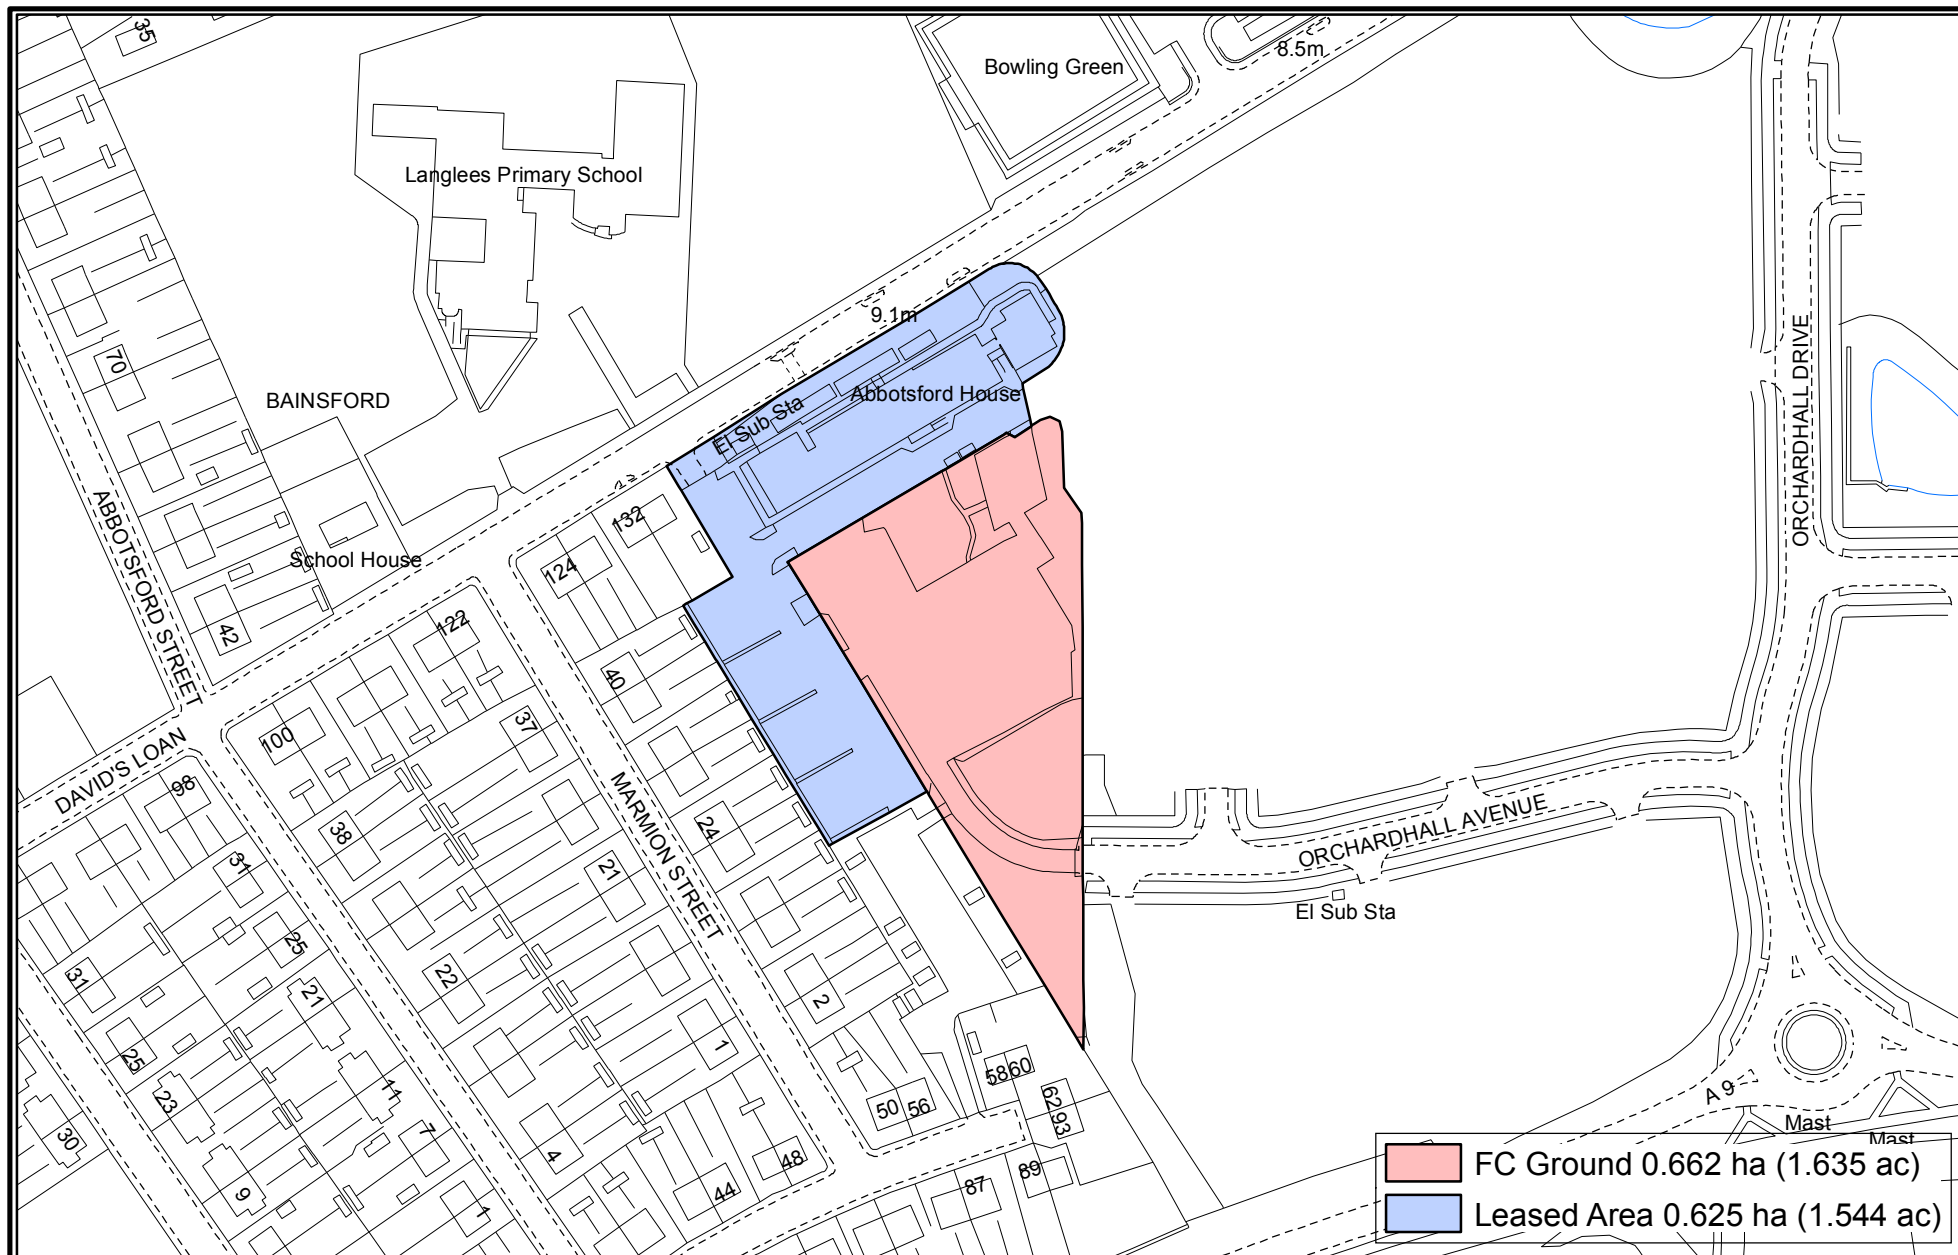 35
Bowling Green
8.5m
Langlees Primary School
9.1m
ORCHARDHALL DRIVE
70
BAINSFORD
Abbotsford House
El Sub Sta
ABBOTSFORD STREET
132
School House
124
42
122
40
37
100
DAVID'S LOAN
98
MARMION STREET
24
38
31
21
ORCHARDHALL AVENUE
El Sub Sta
25
22
31
21
2
1
25
23
11
58
60
A 9
50
56
62
93
Mast
Mast
30
7
4
48
89
9
44
87
1
FC Ground 0.662 ha (1.635 ac)
Leased Area 0.625 ha (1.544 ac)